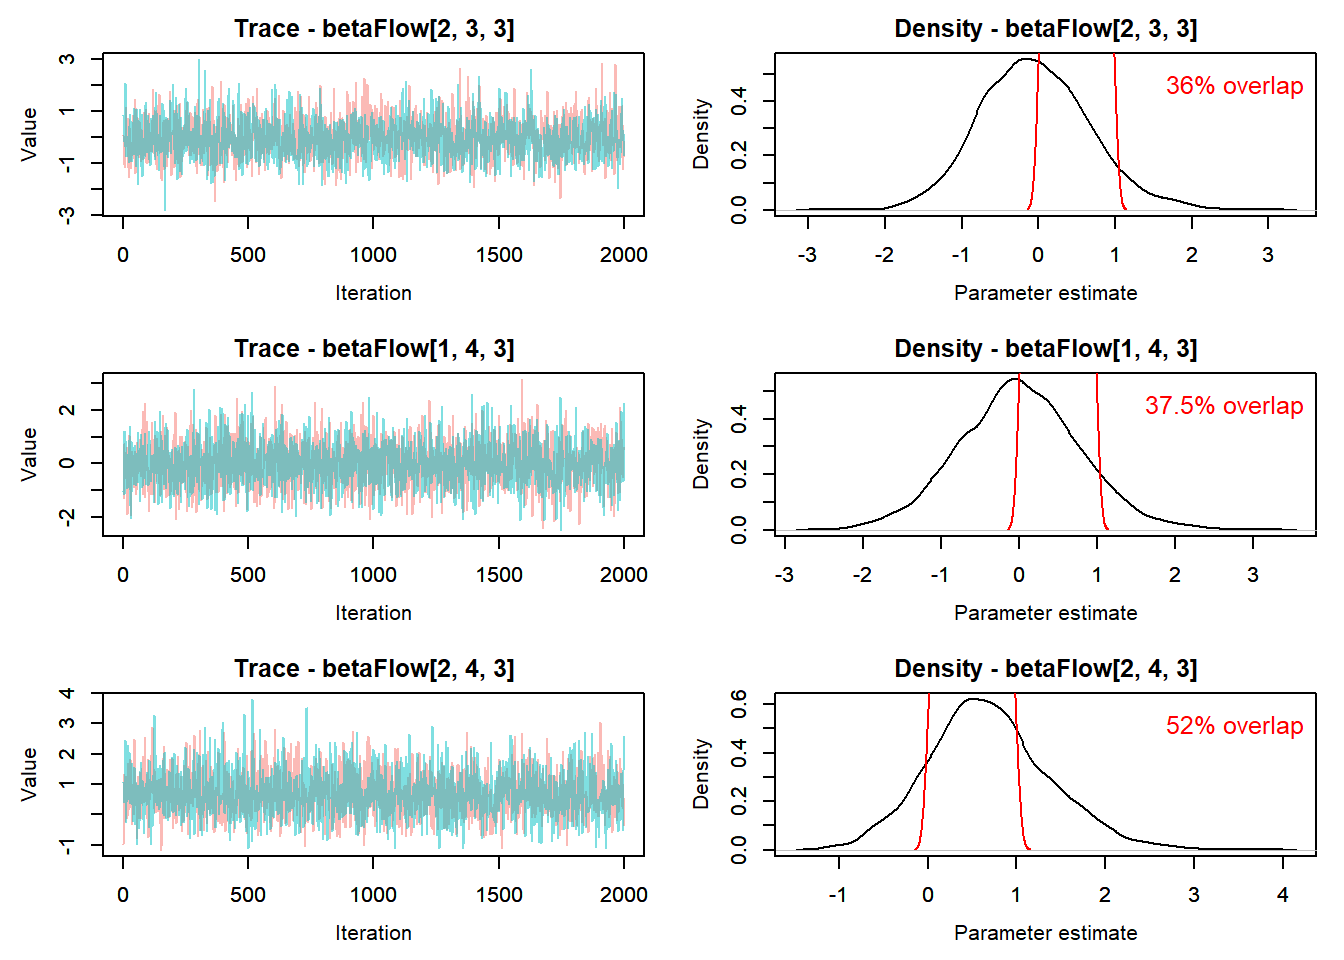 Trace - betaFlow[2, 3, 3]
Value
3
1
-1
-3
0 500 1000 1500 2000
Iteration
Density - betaFlow[2, 3, 3]
36% overlap
Density
0.4
0.2
0.0
-3 -2 -1 0 1 2 3
Parameter estimate
Trace - betaFlow[1, 4, 3]
Value
2
0
-2
0 500 1000 1500 2000
Iteration
Density - betaFlow[1, 4, 3]
37.5% overlap
Density
0.4
0.2
0.0
-3 -2 -1 0 1 2 3
Parameter estimate
Trace - betaFlow[2, 4, 3]
Value
4
3
2
1
-1
0 500 1000 1500 2000
Iteration
Density - betaFlow[2, 4, 3]
52% overlap
Density
0.6
0.4
0.2
0.0
-1 0 1 2 3 4
Parameter estimate